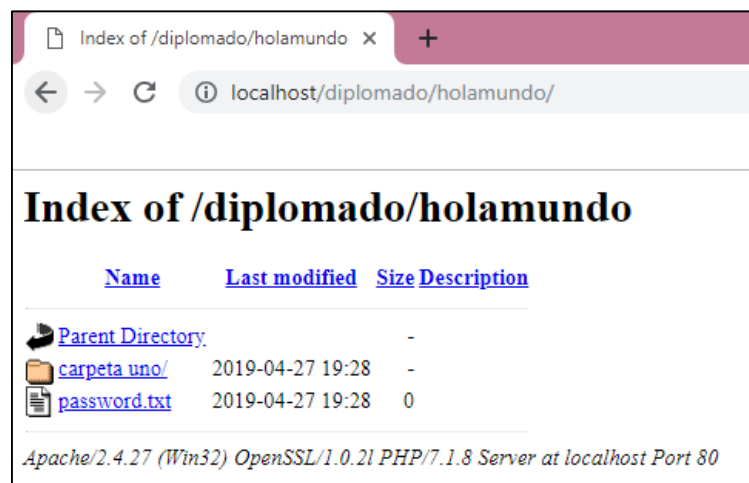 Index of /diplomado/holamundo
localhost/diplomado/holamundo/
Index of /diplomado/holamundo
Name Last modified Size Description
Parent Directory -
carpeta uno/ 2019-04-27 19:28 -
password.txt 2019-04-27 19:28 0
Apache/2.4.27 (Win32) OpenSSL/1.0.2l PHP/7.1.8 Server at localhost Port 80